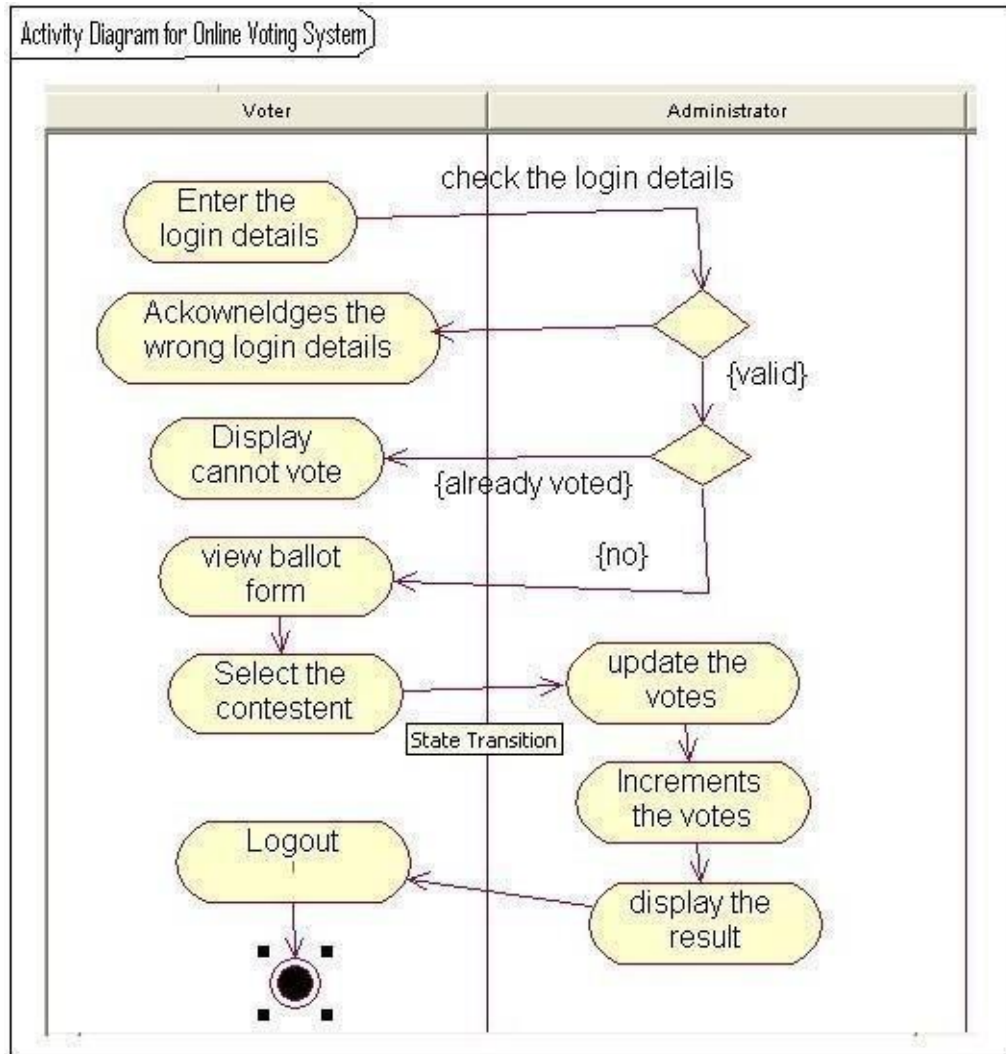 Activity Diagram for Online Voting System
Voter
Administrator
check the login details
Enter the
login details
Ackowneldges the
wrong login details
{valid}
Display
cannot vote
{already voted}
view ballot
form
{no}
Select the
contestent
update the
votes
State Transition
Increments
the votes
Logout
display the
result